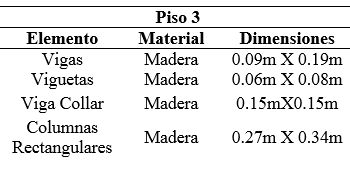 Piso 3
Elemento Material Dimensiones
Vigas Madera 0.09m X 0.19m
Viguetas Madera 0.06m X 0.08m
Viga Collar Madera 0.15mX0.15m
Columnas
Rectangulares Madera 0.27m X 0.34m